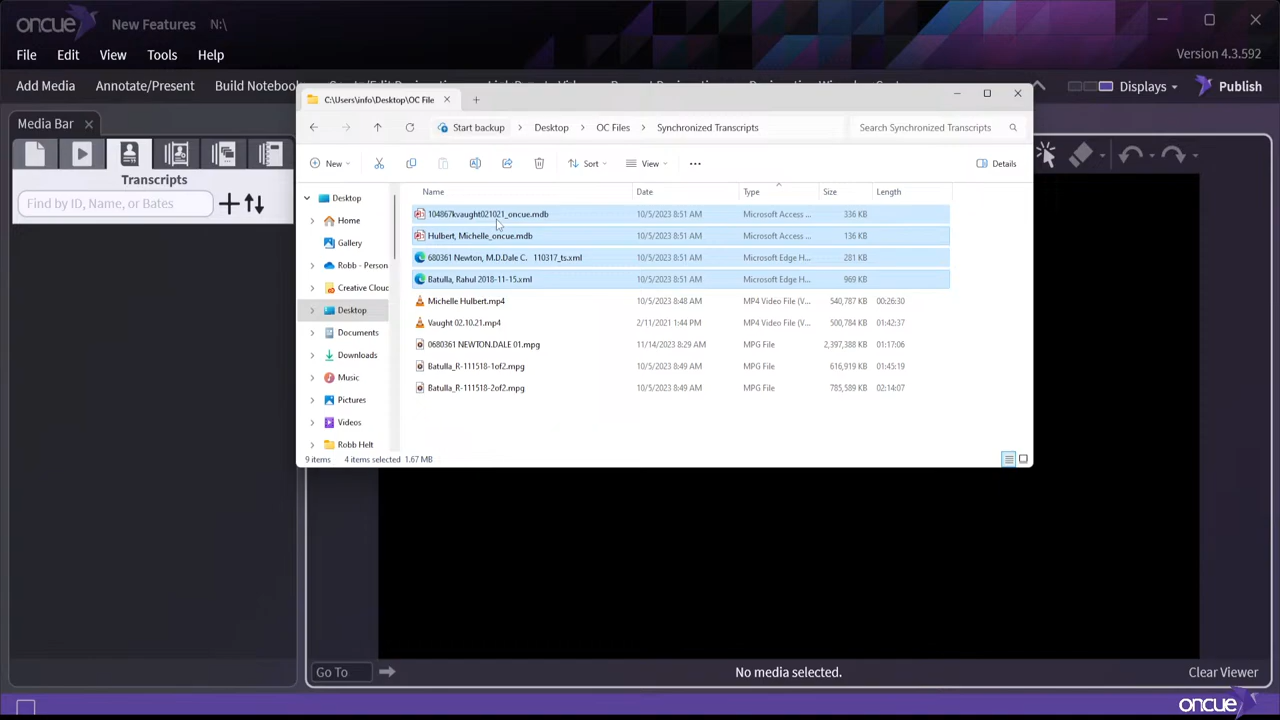 oncue New Features N:\
File Edit View Tools Help Version 4.3.592
Add Media Annotate/Present Build Noteboo Displays Publish
Media Bar
Transcripts
Find by ID, Name, or Bates
C:\Users\info\Desktop\OC File
Start backup Desktop OC Files Synchronized Transcripts Search Synchronized Transcripts
New Sort View Details
Desktop
Home
Gallery
Robb - Person
Creative Cloud
Desktop
Documents
Downloads
Music
Pictures
Videos
Robb Helt
Name Date Type Size Length
104867kvaught021021_oncue.mdb 10/5/2023 8:51 AM Microsoft Access ... 336 KB
Hulbert, Michelle_oncue.mdb 10/5/2023 8:51 AM Microsoft Access ... 136 KB
680361 Newton, M.D.Dale C. 110317_ts.xml 10/5/2023 8:51 AM Microsoft Edge H... 281 KB
Batulla, Rahul 2018-11-15.xml 10/5/2023 8:51 AM Microsoft Edge H... 969 KB
Michelle Hulbert.mp4 10/5/2023 8:48 AM MP4 Video File (V... 540,787 KB 00:26:30
Vaught 02.10.21.mp4 2/11/2021 1:44 PM MP4 Video File (V... 500,784 KB 01:42:37
0680361 NEWTON.DALE 01.mpg 11/14/2023 8:29 AM MPG File 2,397,388 KB 01:17:06
Batulla_R-111518-1of2.mpg 10/5/2023 8:49 AM MPG File 616,919 KB 01:45:19
Batulla_R-111518-2of2.mpg 10/5/2023 8:49 AM MPG File 785,589 KB 02:14:07
9 items 4 items selected 1.67 MB
Go To No media selected. Clear Viewer
oncue